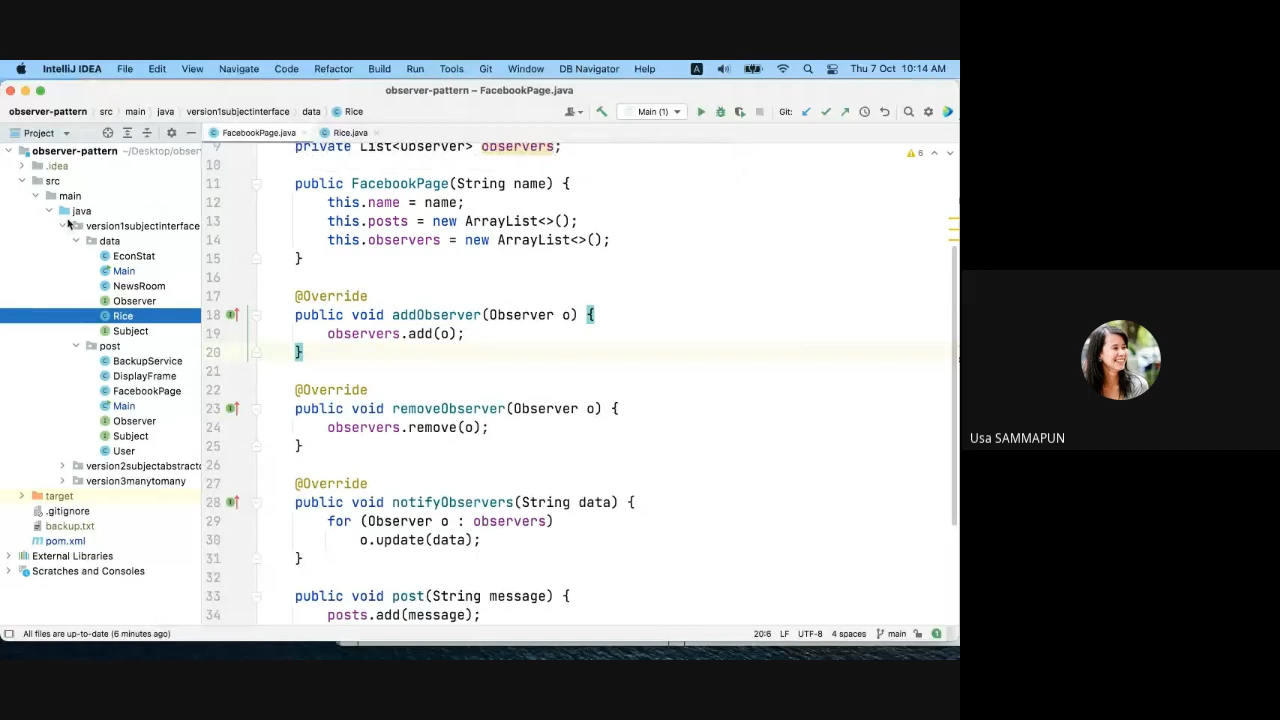 IntelliJ IDEA File Edit View Navigate Code Refactor Build Run Tools Git Window DB Navigator Help A Thu 7 Oct 10:14 AM
observer-pattern – FacebookPage.java
observer-pattern src main java version1subjectinterface data Rice Main (1) Git:
Project FacebookPage.java Rice.java
observer-pattern ~/Desktop/obser
.idea
src
main
java
version1subjectinterface
data
EconStat
Main
NewsRoom
Observer
Rice
Subject
post
BackupService
DisplayFrame
FacebookPage
Main
Observer
Subject
User
version2subjectabstractc
version3manytomany
target
.gitignore
backup.txt
pom.xml
External Libraries
Scratches and Consoles
9 private List<Observer> observers;
10
11 public FacebookPage(String name) {
12 this.name = name;
13 this.posts = new ArrayList<>();
14 this.observers = new ArrayList<>();
15 }
16
17 @Override
18 public void addObserver(Observer o) {
19 observers.add(o);
20 }
21
22 @Override
23 public void removeObserver(Observer o) {
24 observers.remove(o);
25 }
26
27 @Override
28 public void notifyObservers(String data) {
29 for (Observer o : observers)
30 o.update(data);
31 }
32
33 public void post(String message) {
34 posts.add(message);
6
All files are up-to-date (6 minutes ago) 20:6 LF UTF-8 4 spaces main 1
Usa SAMMAPUN